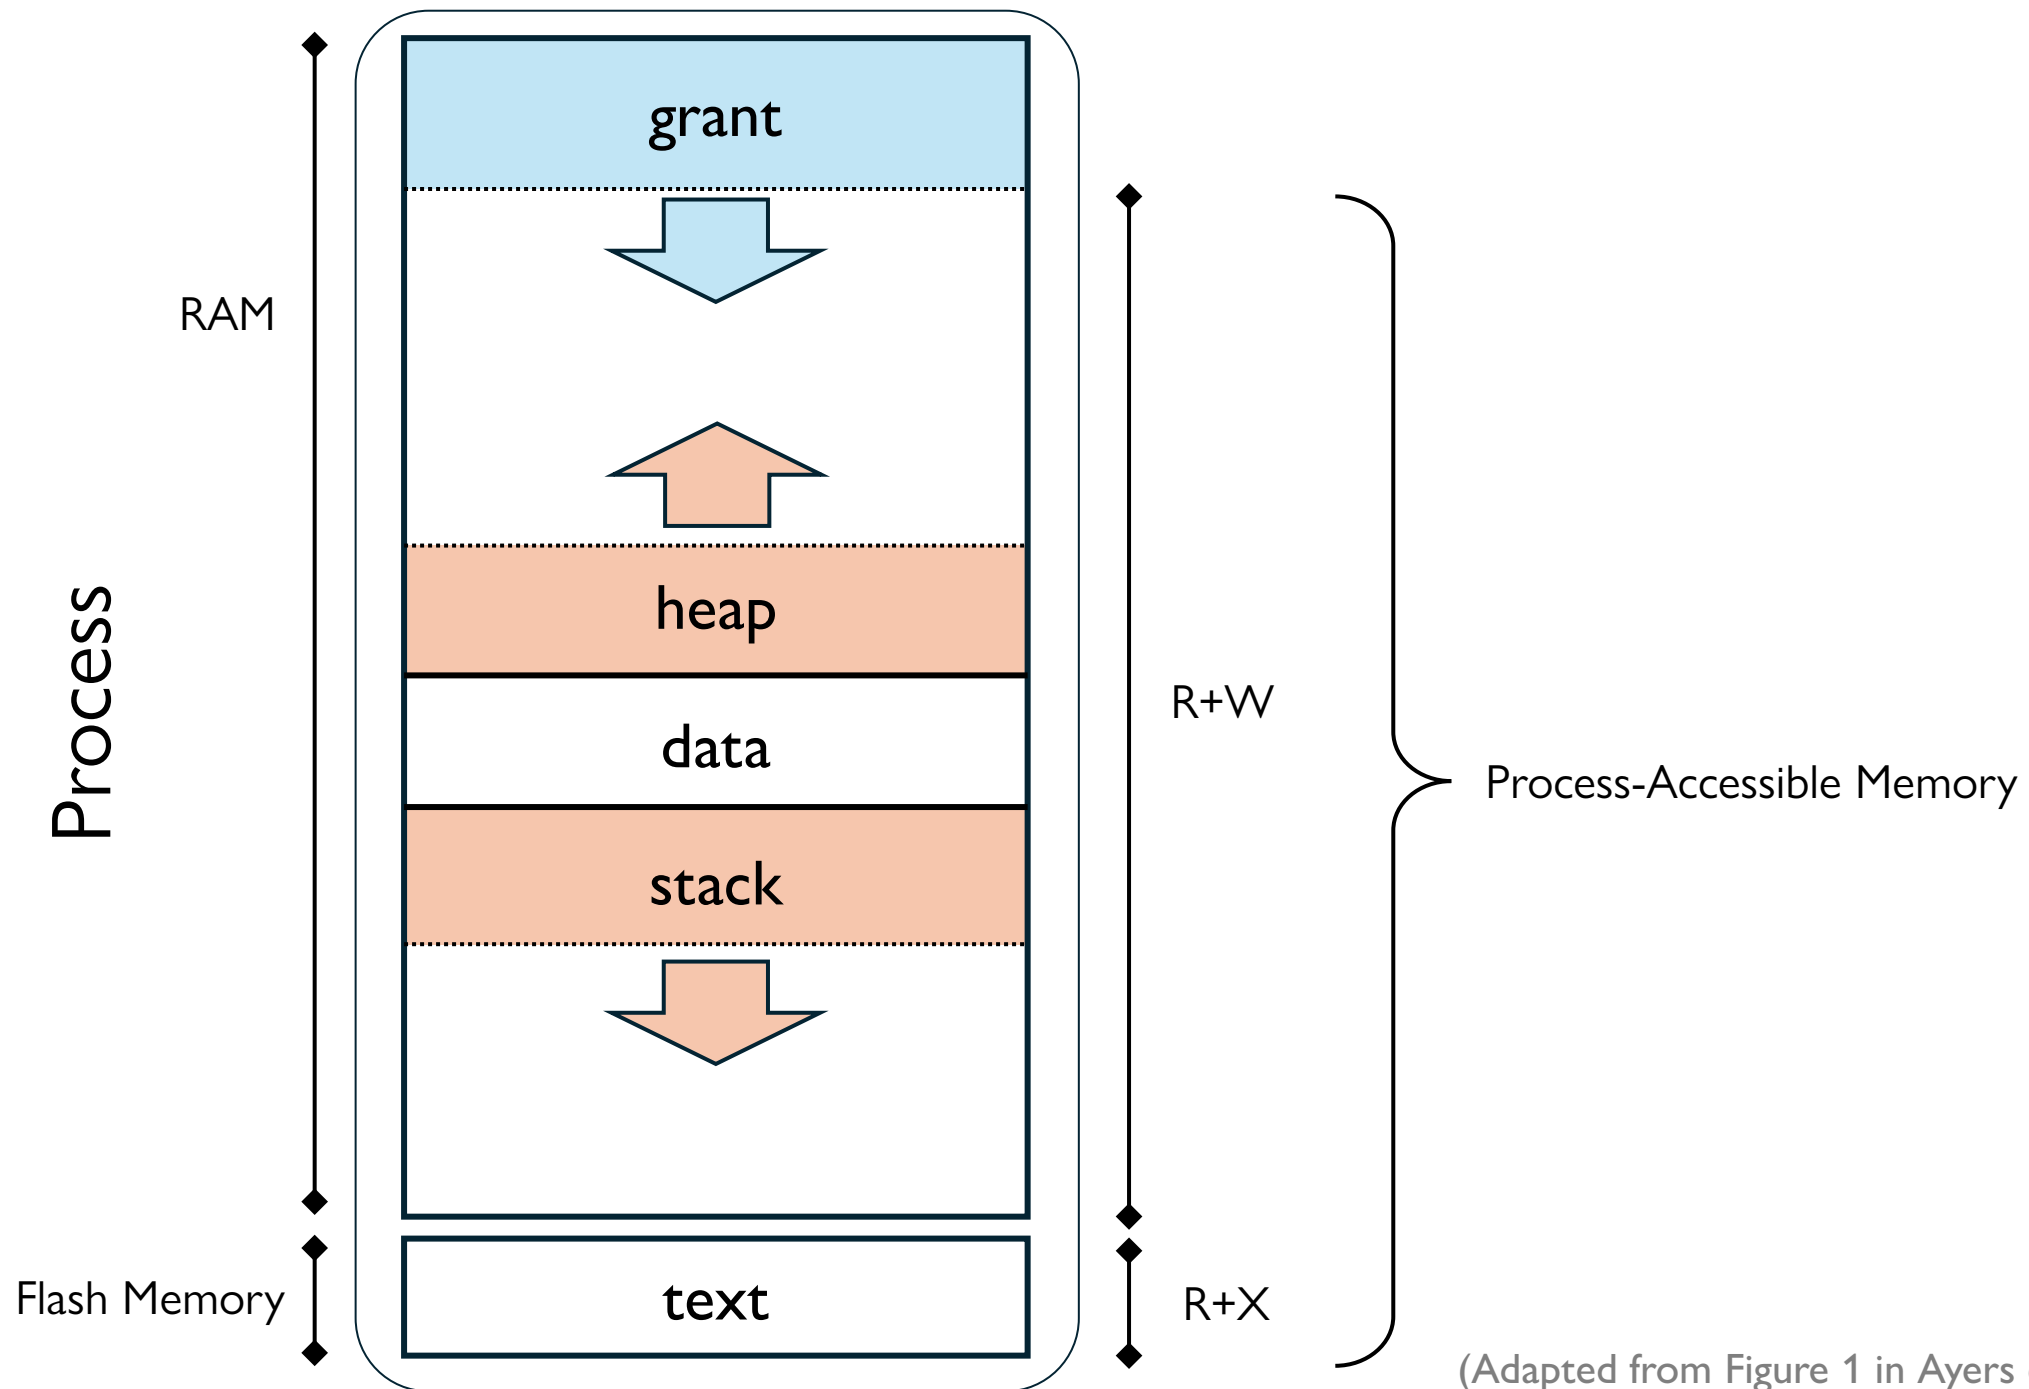 grant
RAM
heap
Process
R+W
data
Process-Accessible Memory
stack
Flash Memory
text
R+X
(Adapted from Figure 1 in Ayers